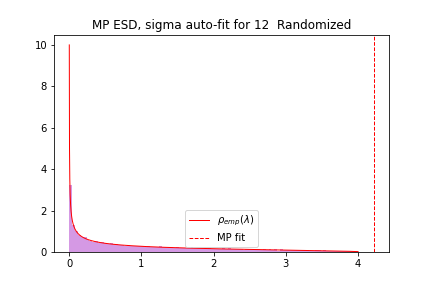 MP ESD, sigma auto-fit for 12  Randomized
10
8
6
4
2
0
ρ_emp(λ)
MP fit
0 1 2 3 4